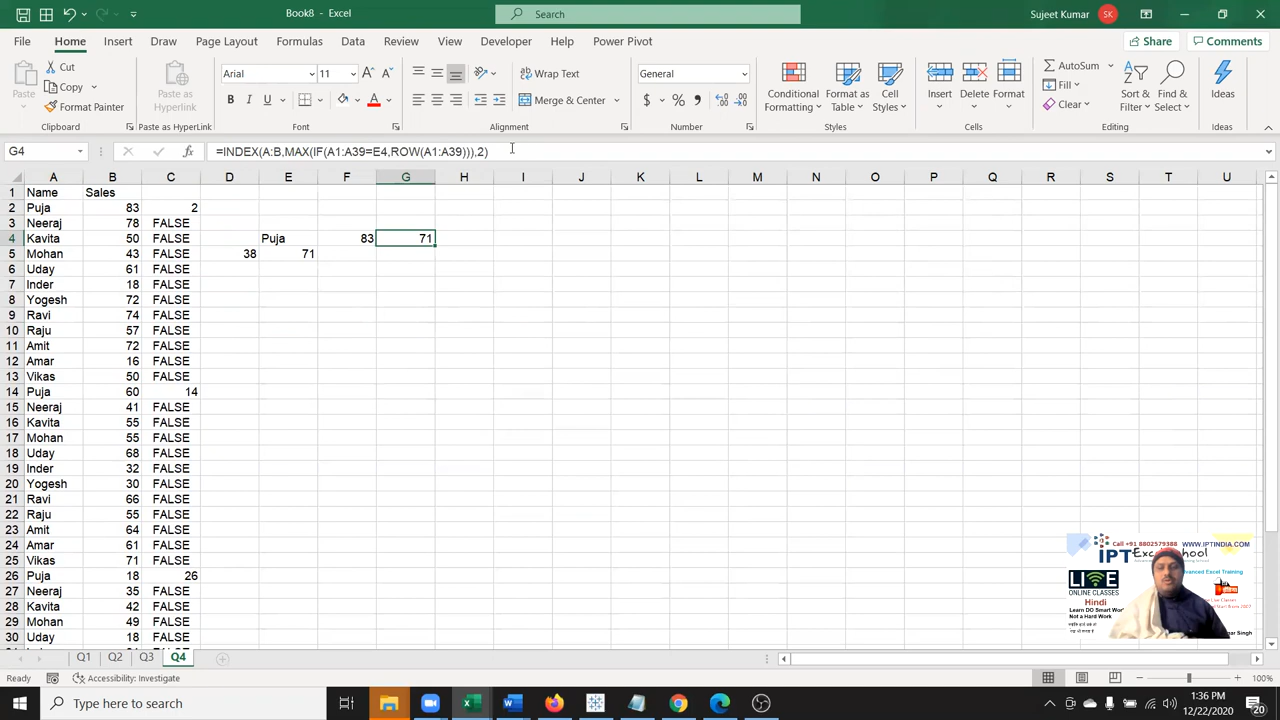 Book8 - Excel
Search
Sujeet Kumar
SK
File Home Insert Draw Page Layout Formulas Data Review View Developer Help Power Pivot
Share Comments
Paste
Cut
Copy
Format Painter
Clipboard
Paste as
Hyperlink
Paste as HyperLink
Arial 11
B I U
Font
Wrap Text
Merge & Center
Alignment
General
$ %
Number
Conditional
Formatting
Format as
Table
Cell
Styles
Styles
Insert Delete Format
Cells
AutoSum
Fill
Clear
Sort &
Filter
Find &
Select
Editing
Ideas
Ideas
G4
=INDEX(A:B,MAX(IF(A1:A39=E4,ROW(A1:A39))),2)
A B C D E F G H I J K L M N O P Q R S T U
1 Name Sales
2 Puja 83 2
3 Neeraj 78 FALSE
4 Kavita 50 FALSE Puja 83 71
5 Mohan 43 FALSE 38 71
6 Uday 61 FALSE
7 Inder 18 FALSE
8 Yogesh 72 FALSE
9 Ravi 74 FALSE
10 Raju 57 FALSE
11 Amit 72 FALSE
12 Amar 16 FALSE
13 Vikas 50 FALSE
14 Puja 60 14
15 Neeraj 41 FALSE
16 Kavita 55 FALSE
17 Mohan 55 FALSE
18 Uday 68 FALSE
19 Inder 32 FALSE
20 Yogesh 30 FALSE
21 Ravi 66 FALSE
22 Raju 55 FALSE
23 Amit 64 FALSE
24 Amar 61 FALSE
25 Vikas 71 FALSE
26 Puja 18 26
27 Neeraj 35 FALSE
28 Kavita 42 FALSE
29 Mohan 49 FALSE
30 Uday 18 FALSE
Call +91 8802579388 WWW.IPTINDIA.COM
IPT
LIVE
ONLINE CLASSES
Hindi
Learn DO Smart Work
Not a Hard Work
Q1 Q2 Q3 Q4
Ready
Accessibility: Investigate
100%
Type here to search
1:36 PM
12/22/2020
20